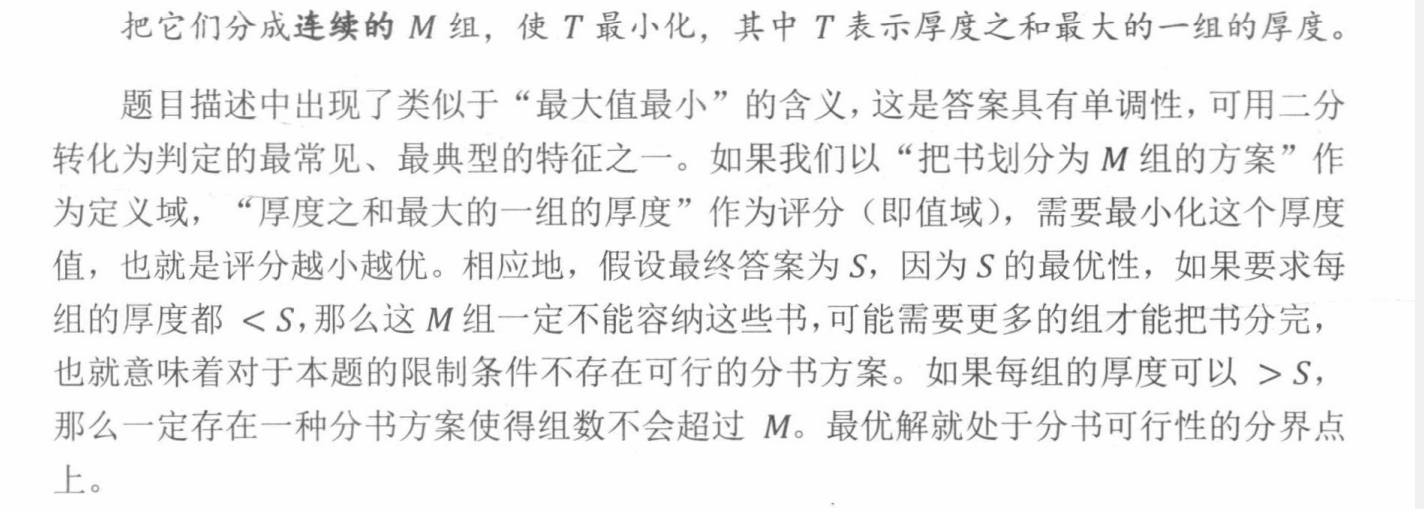 把它们分成连续的 M 组，使 T 最小化，其中 T 表示厚度之和最大的一组的厚度。
题目描述中出现了类似于“最大值最小”的含义，这是答案具有单调性，可用二分
转化为判定的最常见、最典型的特征之一。如果我们以“把书划分为 M 组的方案”作
为定义域，“厚度之和最大的一组的厚度”作为评分（即值域），需要最小化这个厚度
值，也就是评分越小越优。相应地，假设最终答案为 S，因为 S 的最优性，如果要求每
组的厚度都 < S，那么这 M 组一定不能容纳这些书，可能需要更多的组才能把书分完，
也就意味着对于本题的限制条件不存在可行的分书方案。如果每组的厚度可以 > S，
那么一定存在一种分书方案使得组数不会超过 M。最优解就处于分书可行性的分界点
上。